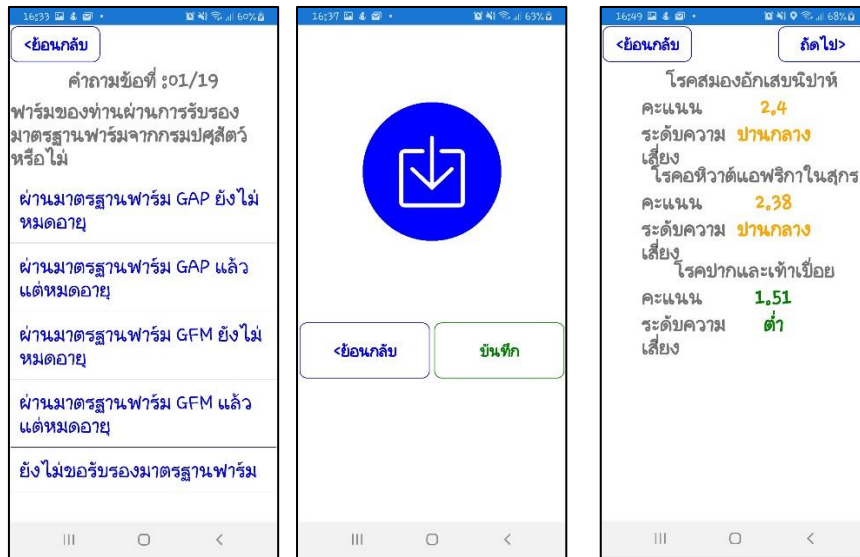 16:33
60%
<ย้อนกลับ
คำถามข้อที่ :01/19
ฟาร์มของท่านผ่านการรับรอง
มาตรฐานฟาร์มจากกรมปศุสัตว์
หรือไม่
ผ่านมาตรฐานฟาร์ม GAP ยังไม่
หมดอายุ
ผ่านมาตรฐานฟาร์ม GAP แล้ว
แต่หมดอายุ
ผ่านมาตรฐานฟาร์ม GFM ยังไม่
หมดอายุ
ผ่านมาตรฐานฟาร์ม GFM แล้ว
แต่หมดอายุ
ยังไม่ขอรับรองมาตรฐานฟาร์ม
16:37
63%
<ย้อนกลับ
บันทึก
16:49
68%
<ย้อนกลับ
ถัดไป>
โรคสมองอักเสบนิปาห์
คะแนน 2.4
ระดับความ ปานกลาง
เสี่ยง
โรคอหิวาต์แอฟริกาในสุกร
คะแนน 2.38
ระดับความ ปานกลาง
เสี่ยง
โรคปากและเท้าเปื่อย
คะแนน 1.51
ระดับความ ต่ำ
เสี่ยง